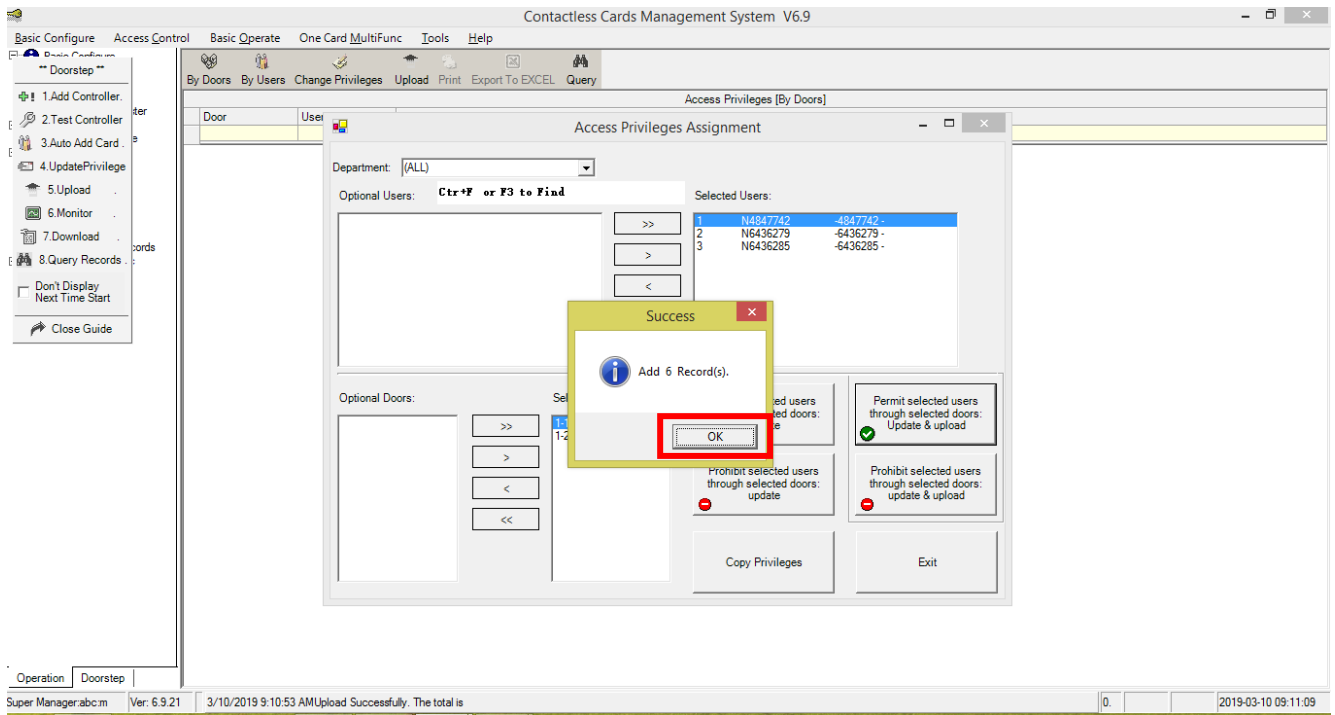 Contactless Cards Management System V6.9
Basic Configure Access Control Basic Operate One Card MultiFunc Tools Help
Basic Configure
** Doorstep **
1.Add Controller.
2.Test Controller
3.Auto Add Card .
4.UpdatePrivilege
5.Upload .
6.Monitor .
7.Download .
8.Query Records .
Don't Display
Next Time Start
Close Guide
Operation Doorstep
By Doors By Users Change Privileges Upload Print Export To EXCEL Query
Access Privileges [By Doors]
Door User
Access Privileges Assignment
Department: (ALL)
Optional Users: Ctr+F or F3 to Find Selected Users:
>>
>
<
1 N4847742 -4847742 -
2 N6436279 -6436279 -
3 N6436285 -6436285 -
Success
Add 6 Record(s).
OK
Optional Doors:
>>
>
<
<<
Permit selected users
through selected doors:
Update & upload
Prohibit selected users
through selected doors:
update
Prohibit selected users
through selected doors:
update & upload
Copy Privileges
Exit
Super Manager:abc:m Ver: 6.9.21 3/10/2019 9:10:53 AMUpload Successfully. The total is 0. 2019-03-10 09:11:09